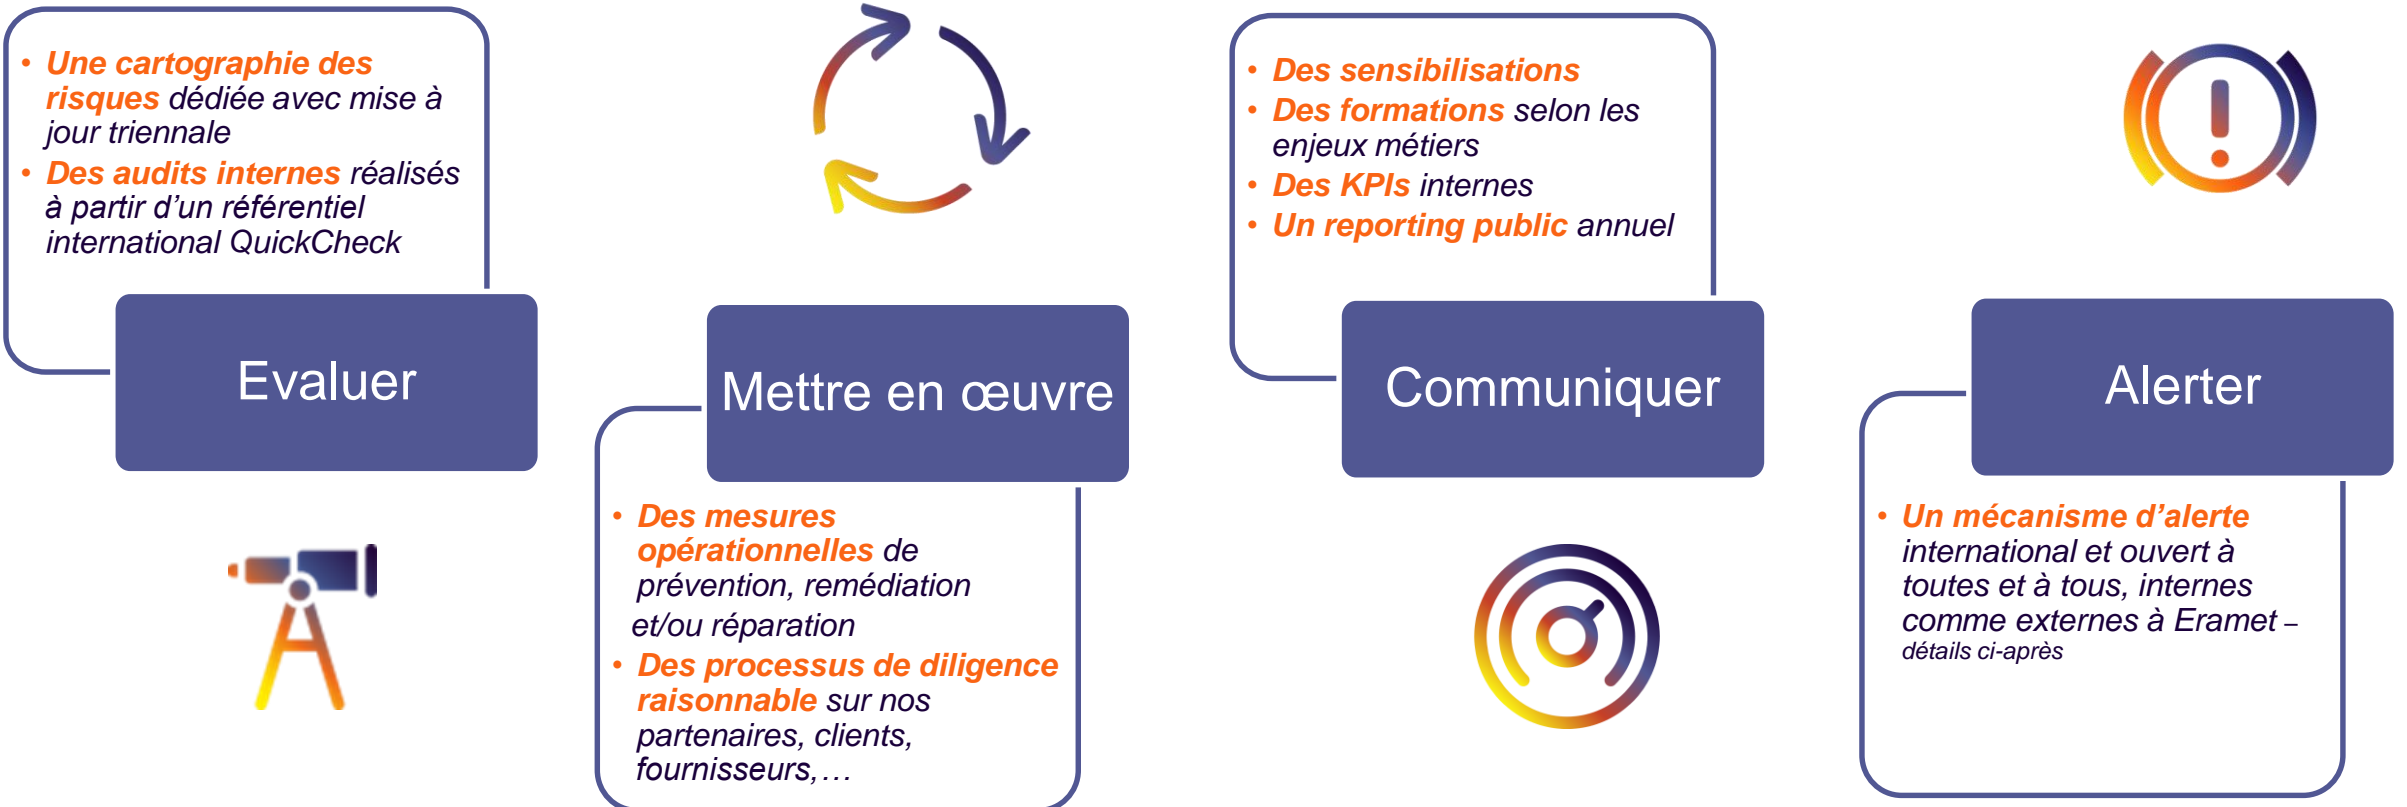 • Une cartographie des
risques dédiée avec mise à
jour triennale
• Des audits internes réalisés
à partir d’un référentiel
international QuickCheck
Evaluer
Mettre en œuvre
• Des mesures
opérationnelles de
prévention, remédiation
et/ou réparation
• Des processus de diligence
raisonnable sur nos
partenaires, clients,
fournisseurs,…
• Des sensibilisations
• Des formations selon les
enjeux métiers
• Des KPIs internes
• Un reporting public annuel
Communiquer
Alerter
• Un mécanisme d’alerte
international et ouvert à
toutes et à tous, internes
comme externes à Eramet –
détails ci-après